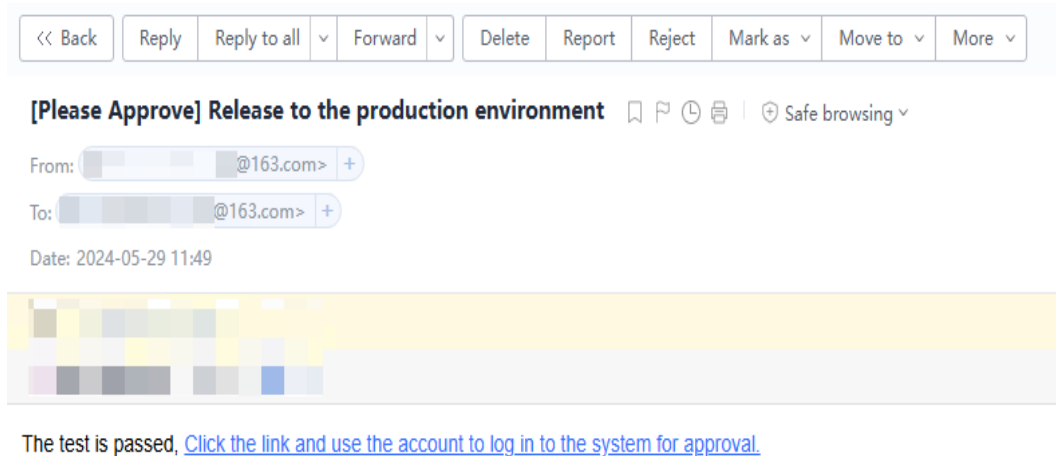 << Back Reply Reply to all Forward Delete Report Reject Mark as Move to More
[Please Approve] Release to the production environment Safe browsing
From: @163.com> +
To: @163.com> +
Date: 2024-05-29 11:49
The test is passed, Click the link and use the account to log in to the system for approval.